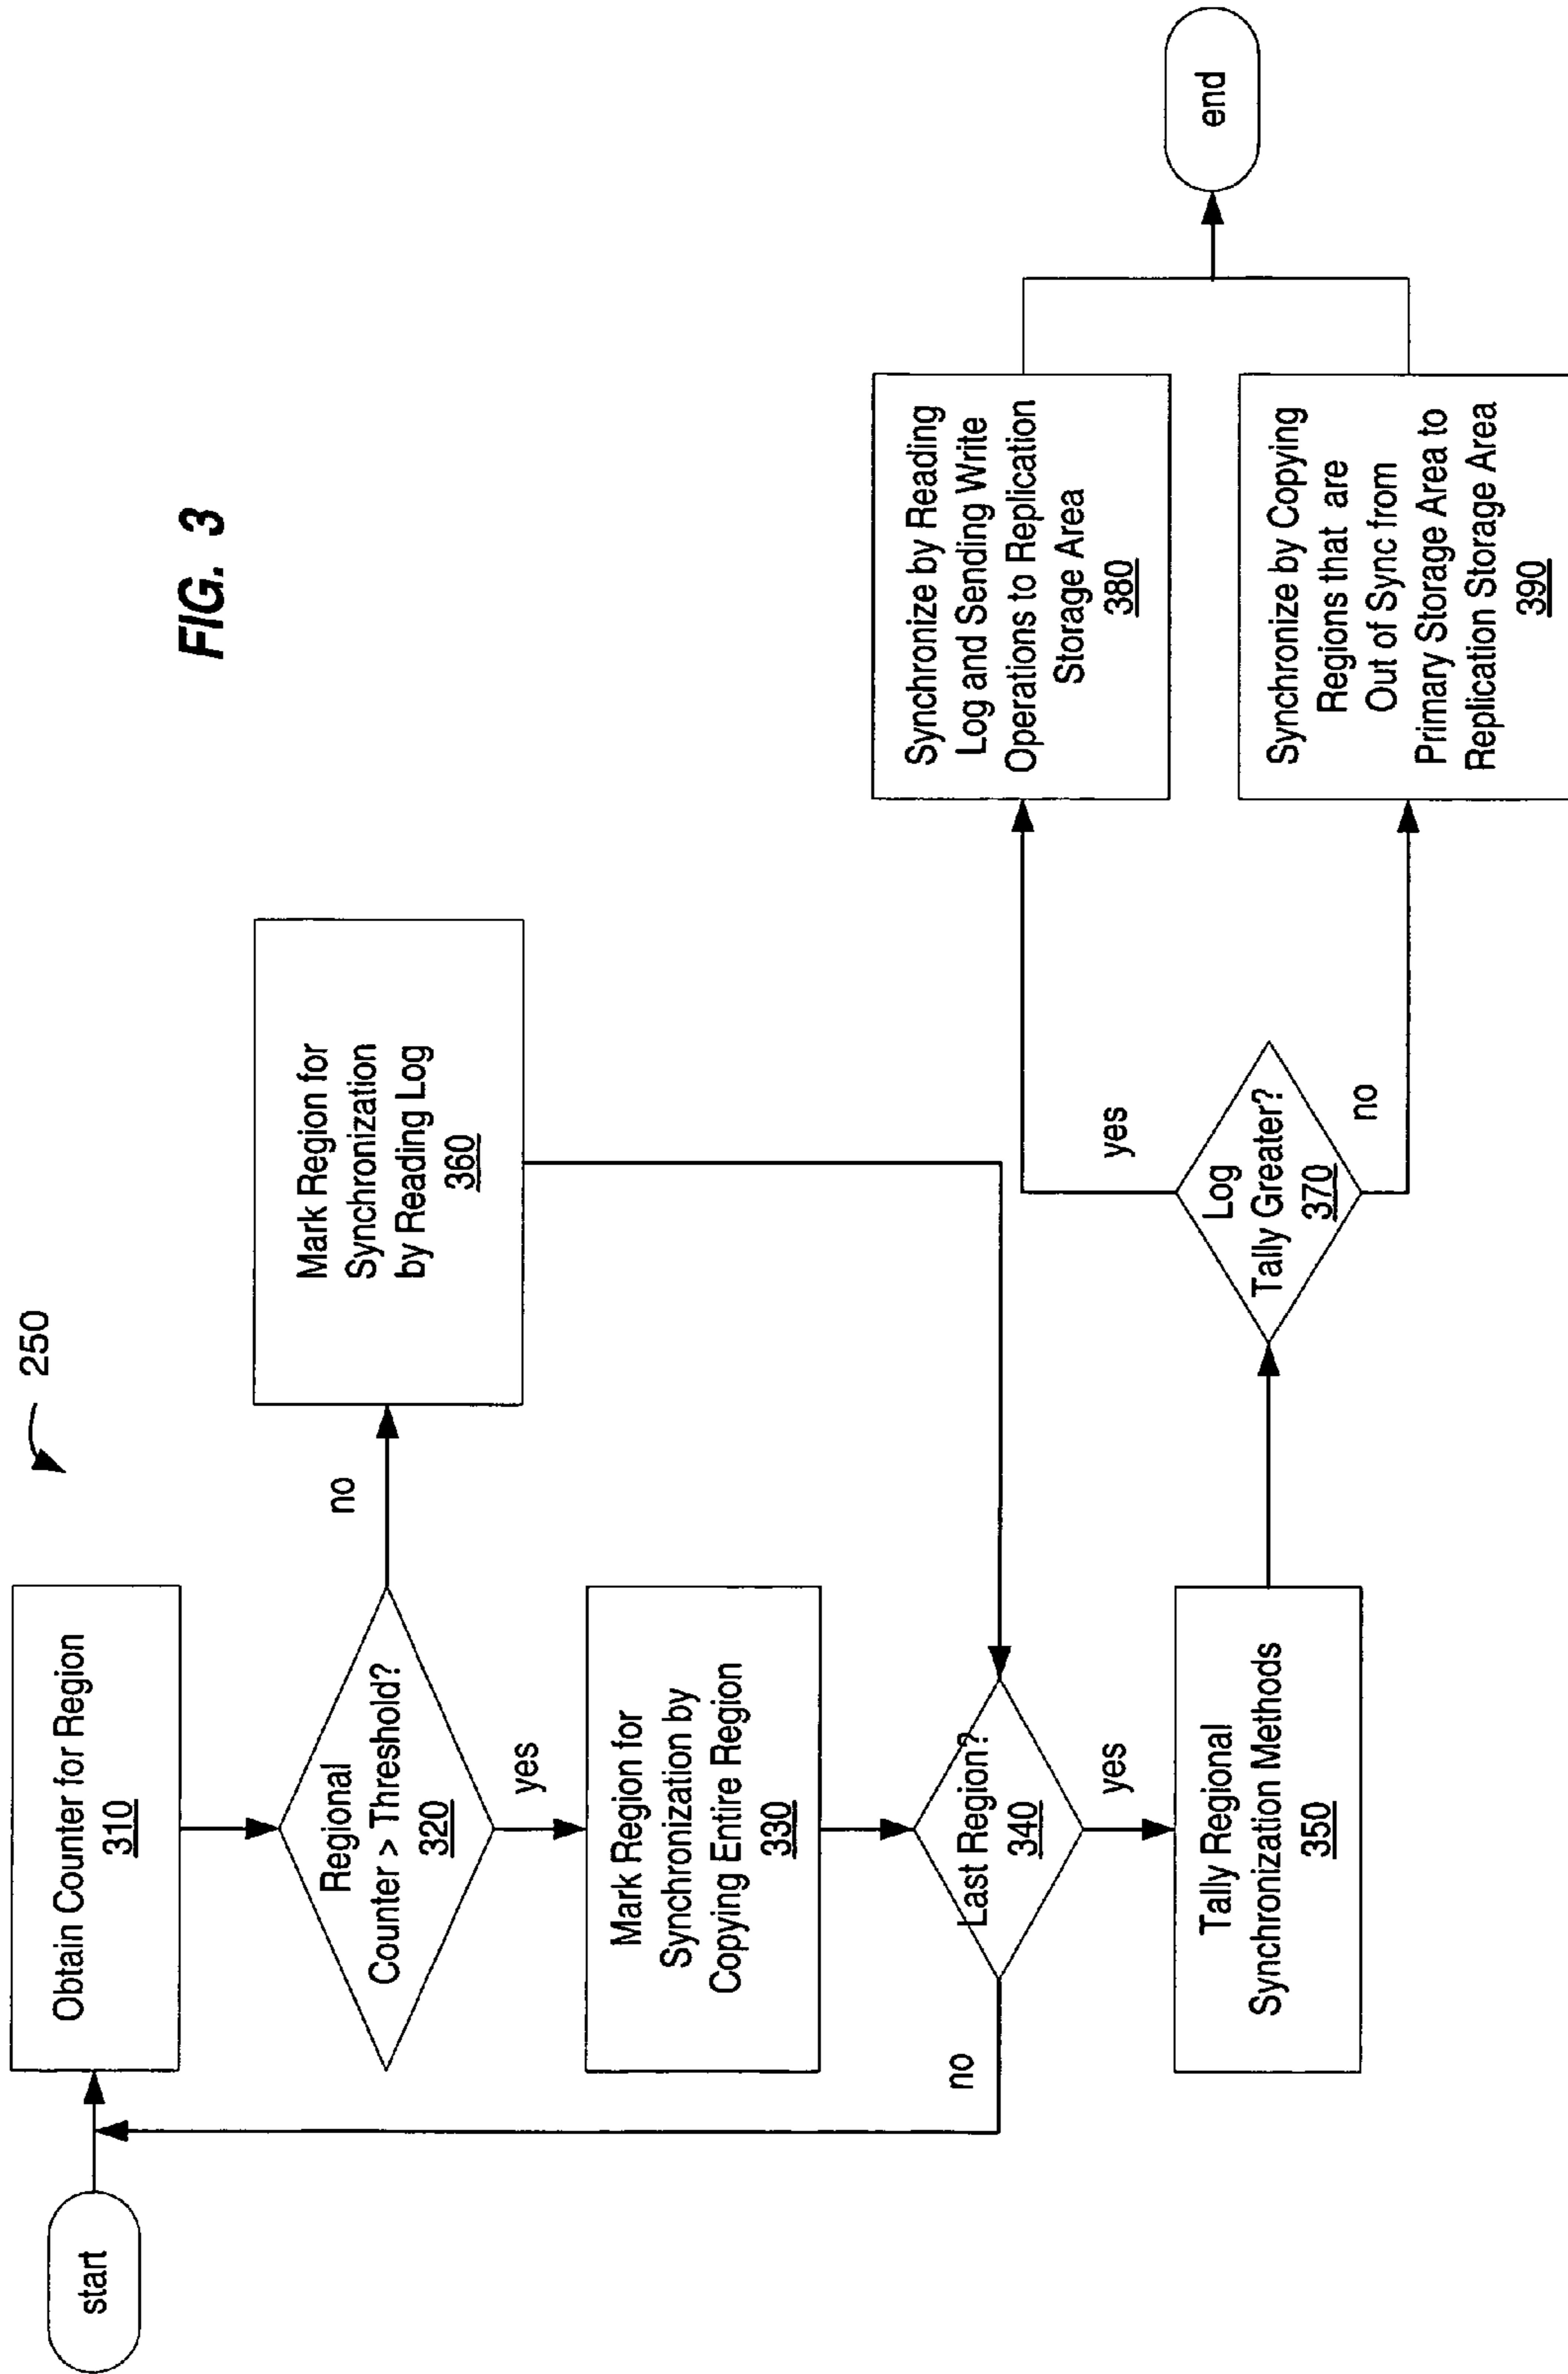 250
FIG. 3
start
Obtain Counter for Region
310
Regional
Counter > Threshold?
320
no
yes
Mark Region for
Synchronization
by Reading Log
360
Mark Region for
Synchronization by
Copying Entire Region
330
Last Region?
340
no
yes
Tally Regional
Synchronization Methods
350
Log
Tally Greater?
370
yes
no
Synchronize by Reading
Log and Sending Write
Operations to Replication
Storage Area
380
Synchronize by Copying
Regions that are
Out of Sync from
Primary Storage Area to
Replication Storage Area
390
end